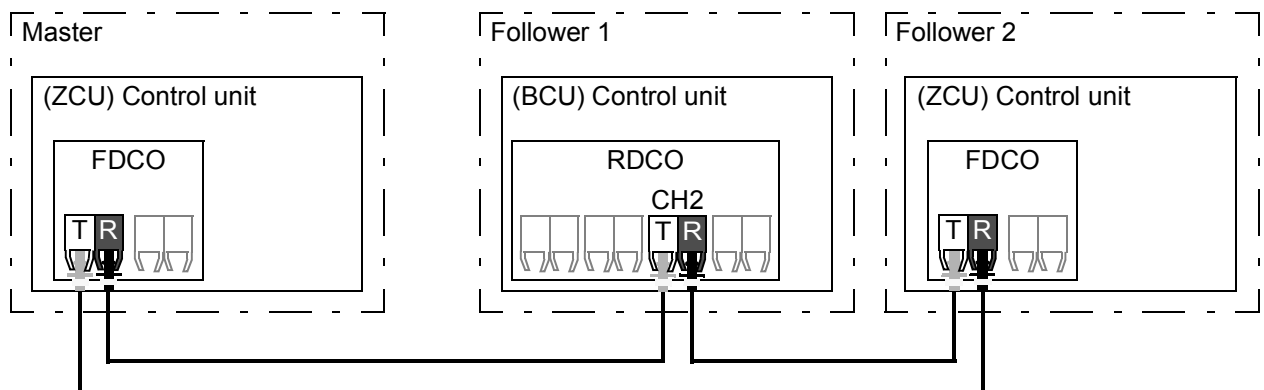 Master
(ZCU) Control unit
FDCO
T R
Follower 1
(BCU) Control unit
RDCO
CH2
T R
Follower 2
(ZCU) Control unit
FDCO
T R